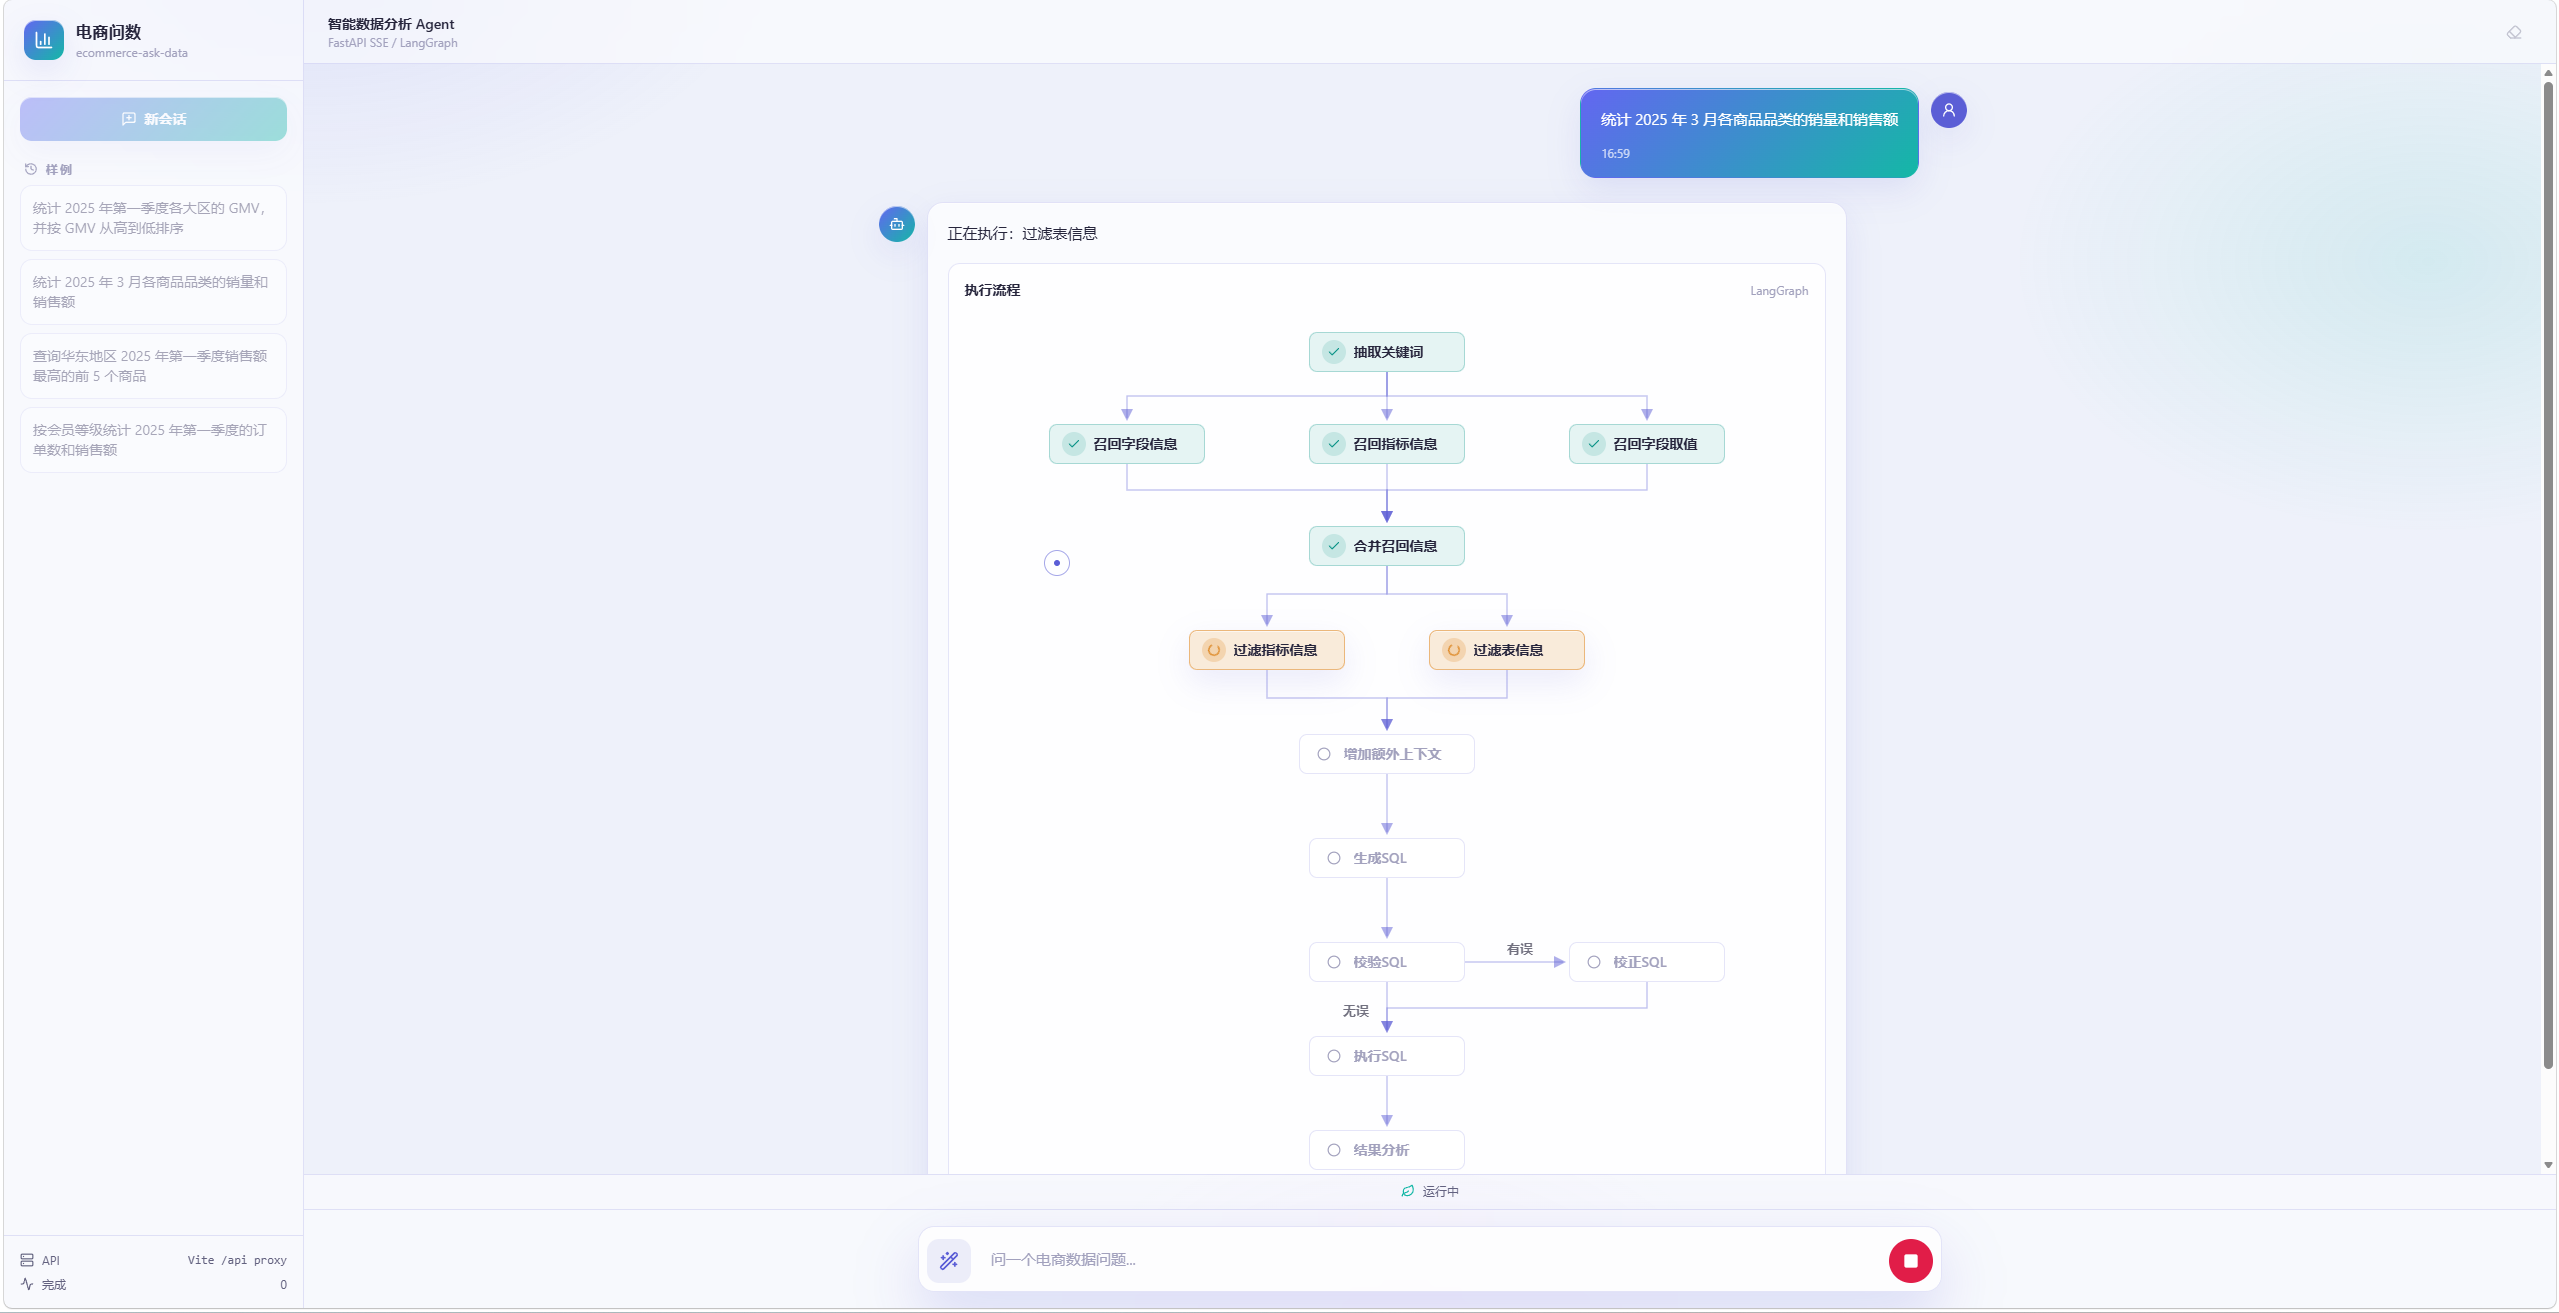 电商问数
ecommerce-ask-data
新会话
样例
统计 2025 年第一季度各大区的 GMV，
并按 GMV 从高到低排序
统计 2025 年 3 月各商品品类的销量和
销售额
查询华东地区 2025 年第一季度销售额
最高的前 5 个商品
按会员等级统计 2025 年第一季度的订
单数和销售额
API
Vite /api proxy
完成
0
智能数据分析 Agent
FastAPI SSE / LangGraph
统计 2025 年 3 月各商品品类的销量和销售额
16:59
正在执行：过滤表信息
执行流程
LangGraph
抽取关键词
召回字段信息
召回指标信息
召回字段取值
合并召回信息
过滤指标信息
过滤表信息
增加额外上下文
生成SQL
校验SQL
有误
校正SQL
无误
执行SQL
结果分析
运行中
问一个电商数据问题...